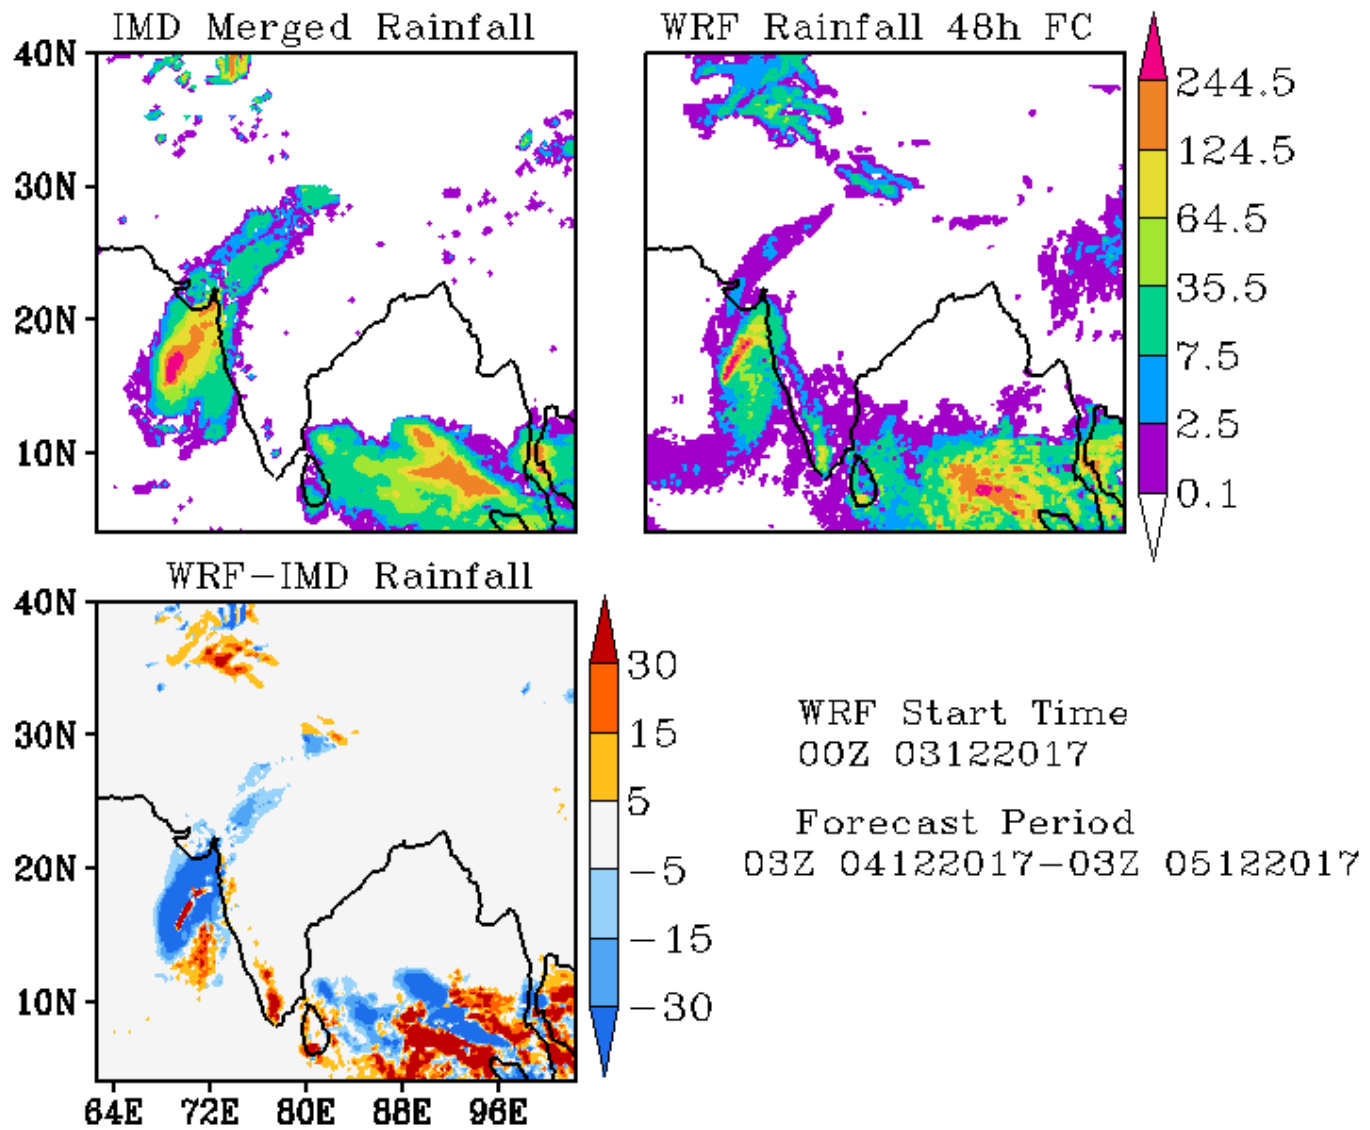 IMD Merged Rainfall
WRF Rainfall 48h FC
40N
30N
20N
10N
244.5
124.5
64.5
35.5
7.5
2.5
0.1
WRF-IMD Rainfall
40N
30N
20N
10N
64E 72E 80E 88E 96E
30
15
5
-5
-15
-30
WRF Start Time
00Z 03122017
Forecast Period
03Z 04122017-03Z 05122017